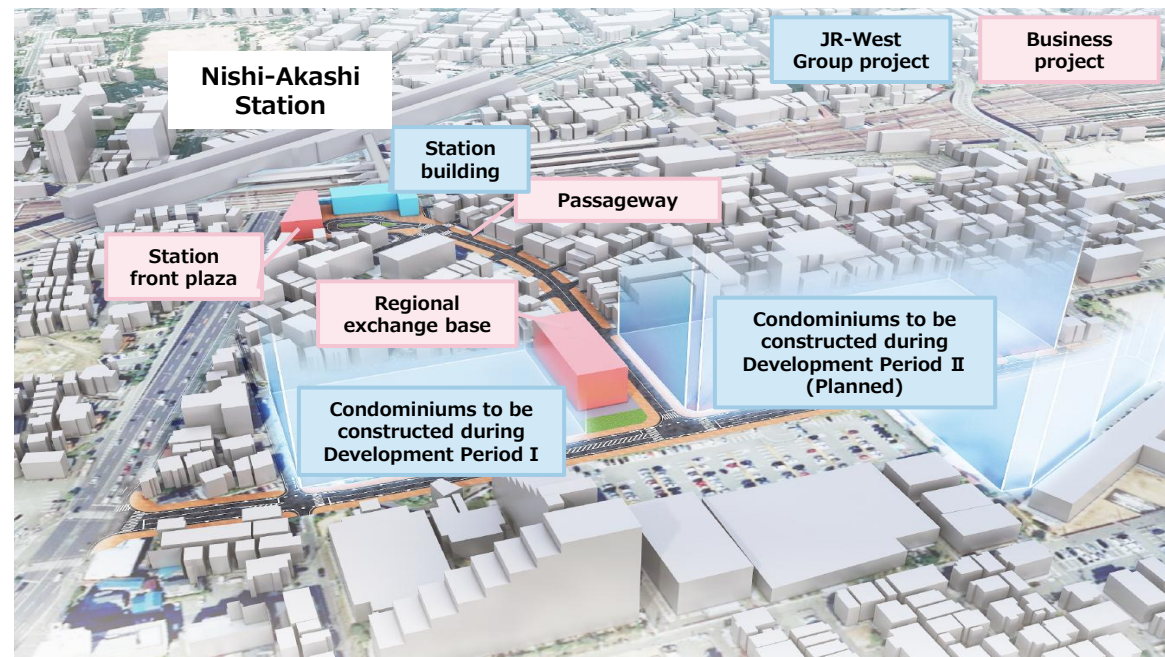 JR-West
Group project
Business
project
Nishi-Akashi
Station
Station
building
Passageway
Station
front plaza
Regional
exchange base
Condominiums to be
constructed during
Development Period Ⅱ
(Planned)
Condominiums to be
constructed during
Development Period Ⅰ